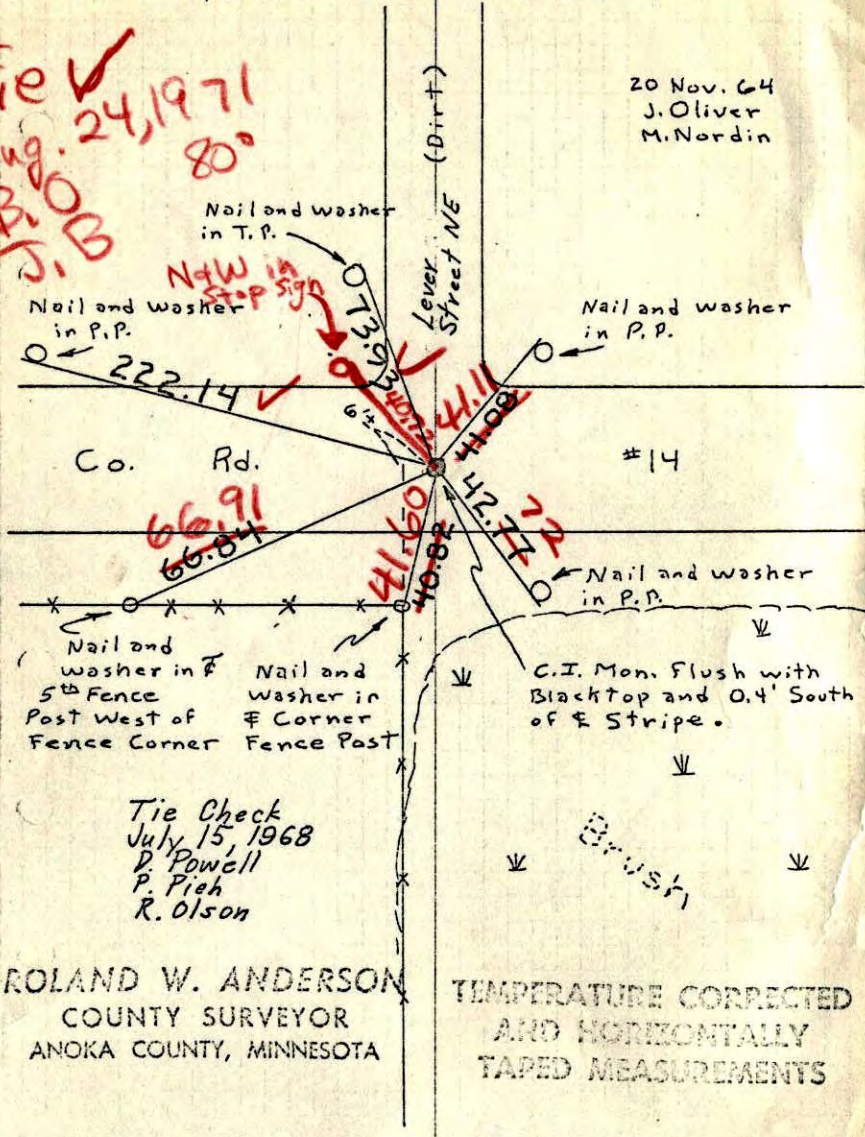 Tie ✓
Aug. 24, 1971
80°
B.O
J.B
20 Nov. 64
J. Oliver
M. Nordin
Lever Street NE (Dirt)
Nail and washer
in T.P.
N&W in
Stop Sign
Nail and washer
in P.P.
Nail and washer
in P.P.
73.93 ✓
222.14 ✓
6'±
41.11
41.08
Co. Rd.
#14
66.91
66.84
41.60
40.82
42.77
72
Nail and washer
in P.P.
Nail and
washer in
5th Fence
Post West of
Fence Corner
Nail and
Washer in
Corner
Fence Post
C.I. Mon. Flush with
Blacktop and 0.4' South
of ℄ Stripe.
Tie Check
July 15, 1968
D. Powell
P. Pieh
R. Olson
Brush
ROLAND W. ANDERSON
COUNTY SURVEYOR
ANOKA COUNTY, MINNESOTA
TEMPERATURE CORRECTED
AND HORIZONTALLY
TAPED MEASUREMENTS